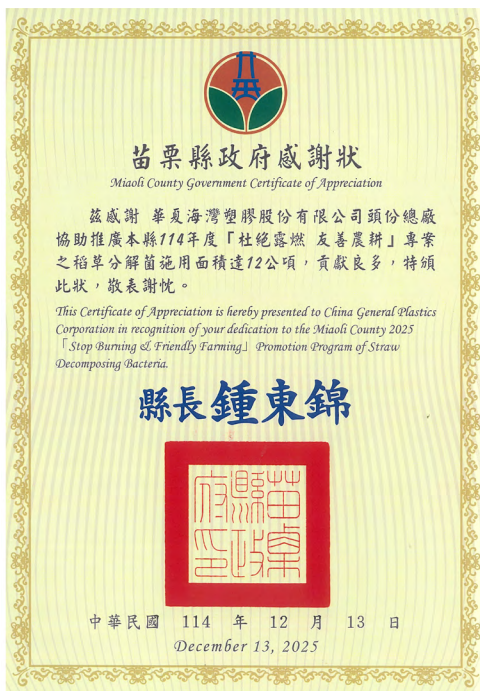 苗栗縣政府感謝狀
Miaoli County Government Certificate of Appreciation
茲感謝 華夏海灣塑膠股份有限公司頭份總廠
協助推廣本縣114年度「杜絕露燃 友善農耕」專案
之稻草分解菌施用面積達12公頃，貢獻良多，特頒
此狀，敬表謝忱。
This Certificate of Appreciation is hereby presented to China General Plastics
Corporation in recognition of your dedication to the Miaoli County 2025
「Stop Burning & Friendly Farming」Promotion Program of Straw
Decomposing Bacteria.
縣長鍾東錦
苗栗縣政府印
中華民國 114 年 12 月 13 日
December 13, 2025